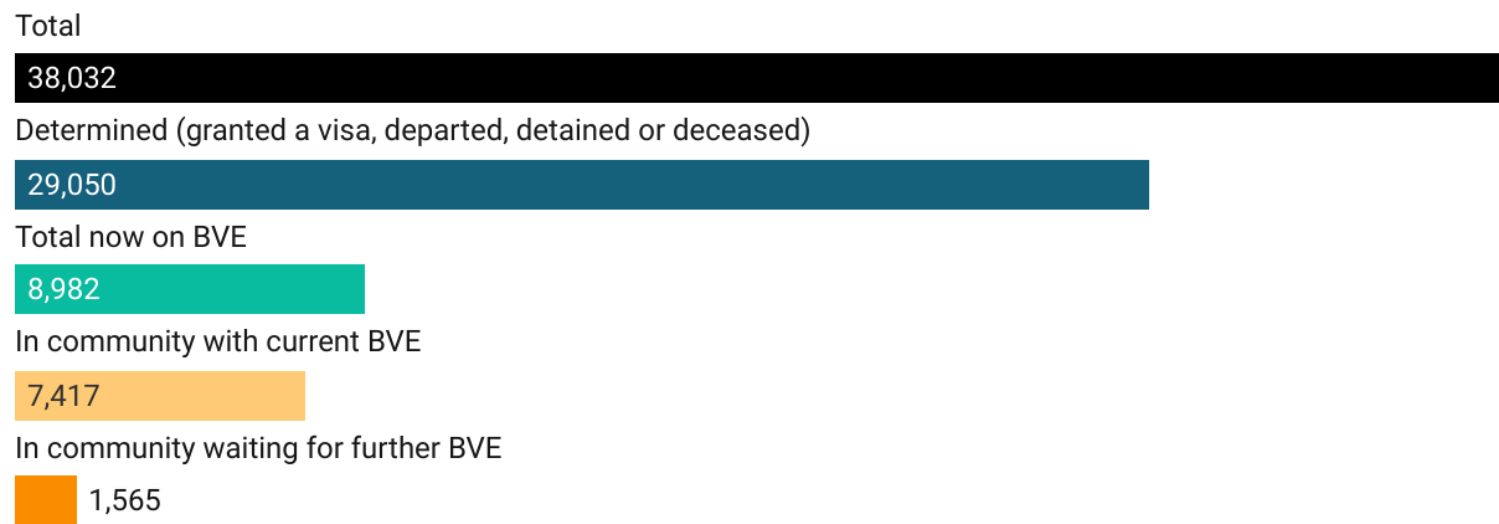 Total
38,032
Determined (granted a visa, departed, detained or deceased)
29,050
Total now on BVE
8,982
In community with current BVE
7,417
In community waiting for further BVE
1,565